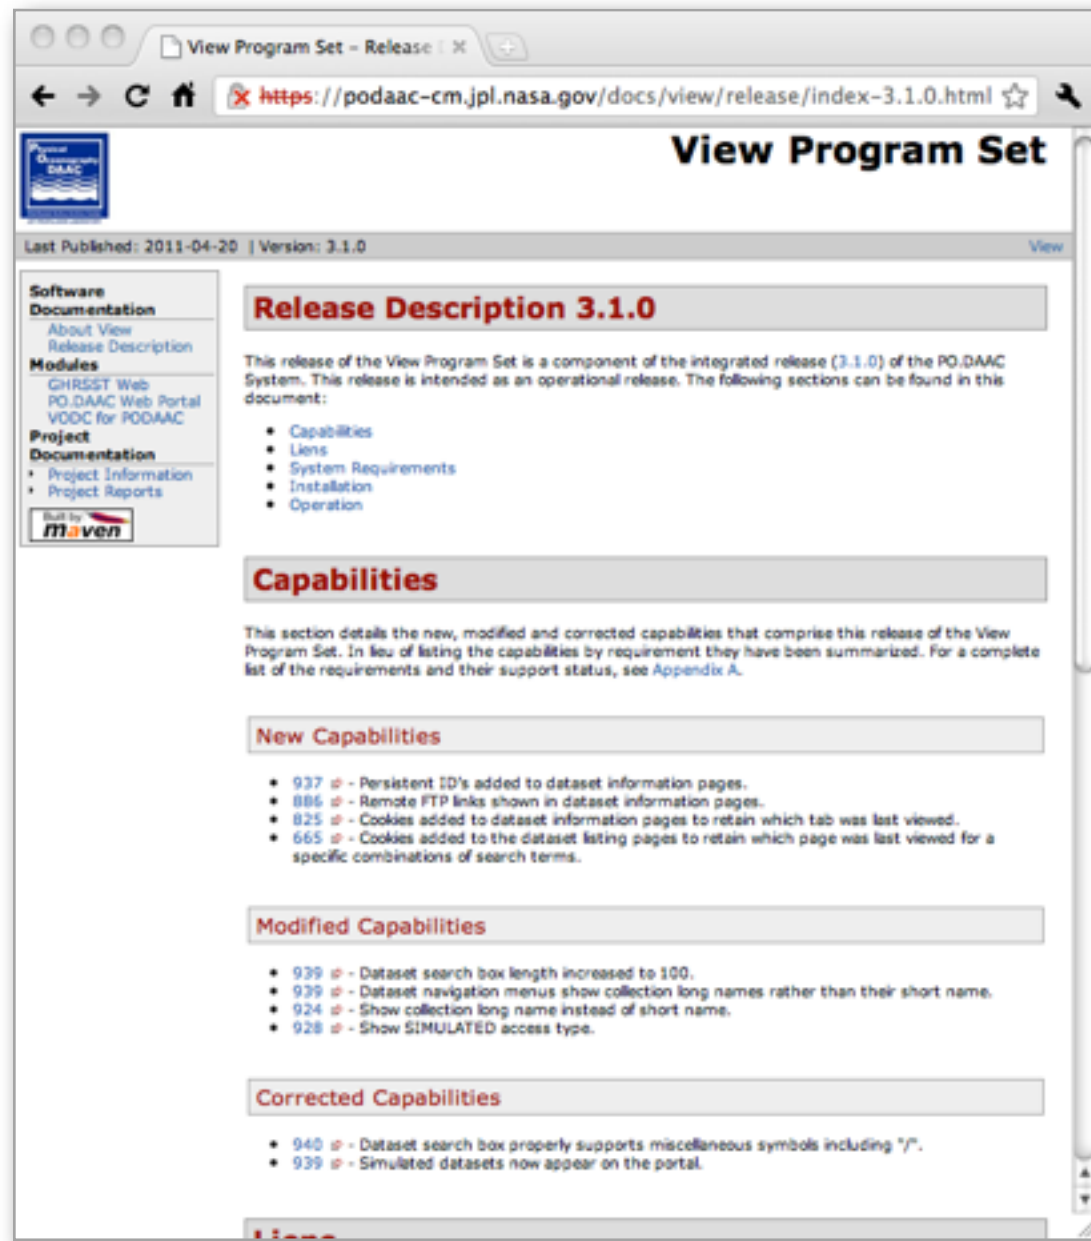 View Program Set – Release
https://podaac-cm.jpl.nasa.gov/docs/view/release/index-3.1.0.html
Physical
Oceanography
DAAC
View Program Set
Last Published: 2011-04-20 | Version: 3.1.0
View
Software
Documentation
About View
Release Description
Modules
GHRSST Web
PO.DAAC Web Portal
VODC for PODAAC
Project
Documentation
Project Information
Project Reports
Built by
maven
Release Description 3.1.0
This release of the View Program Set is a component of the integrated release (3.1.0) of the PO.DAAC
System. This release is intended as an operational release. The following sections can be found in this
document:
• Capabilities
• Liens
• System Requirements
• Installation
• Operation
Capabilities
This section details the new, modified and corrected capabilities that comprise this release of the View
Program Set. In lieu of listing the capabilities by requirement they have been summarized. For a complete
list of the requirements and their support status, see Appendix A.
New Capabilities
• 937 - Persistent ID's added to dataset information pages.
• 886 - Remote FTP links shown in dataset information pages.
• 825 - Cookies added to dataset information pages to retain which tab was last viewed.
• 665 - Cookies added to the dataset listing pages to retain which page was last viewed for a
specific combinations of search terms.
Modified Capabilities
• 939 - Dataset search box length increased to 100.
• 939 - Dataset navigation menus show collection long names rather than their short name.
• 924 - Show collection long name instead of short name.
• 928 - Show SIMULATED access type.
Corrected Capabilities
• 940 - Dataset search box properly supports miscellaneous symbols including "/".
• 939 - Simulated datasets now appear on the portal.
Liens